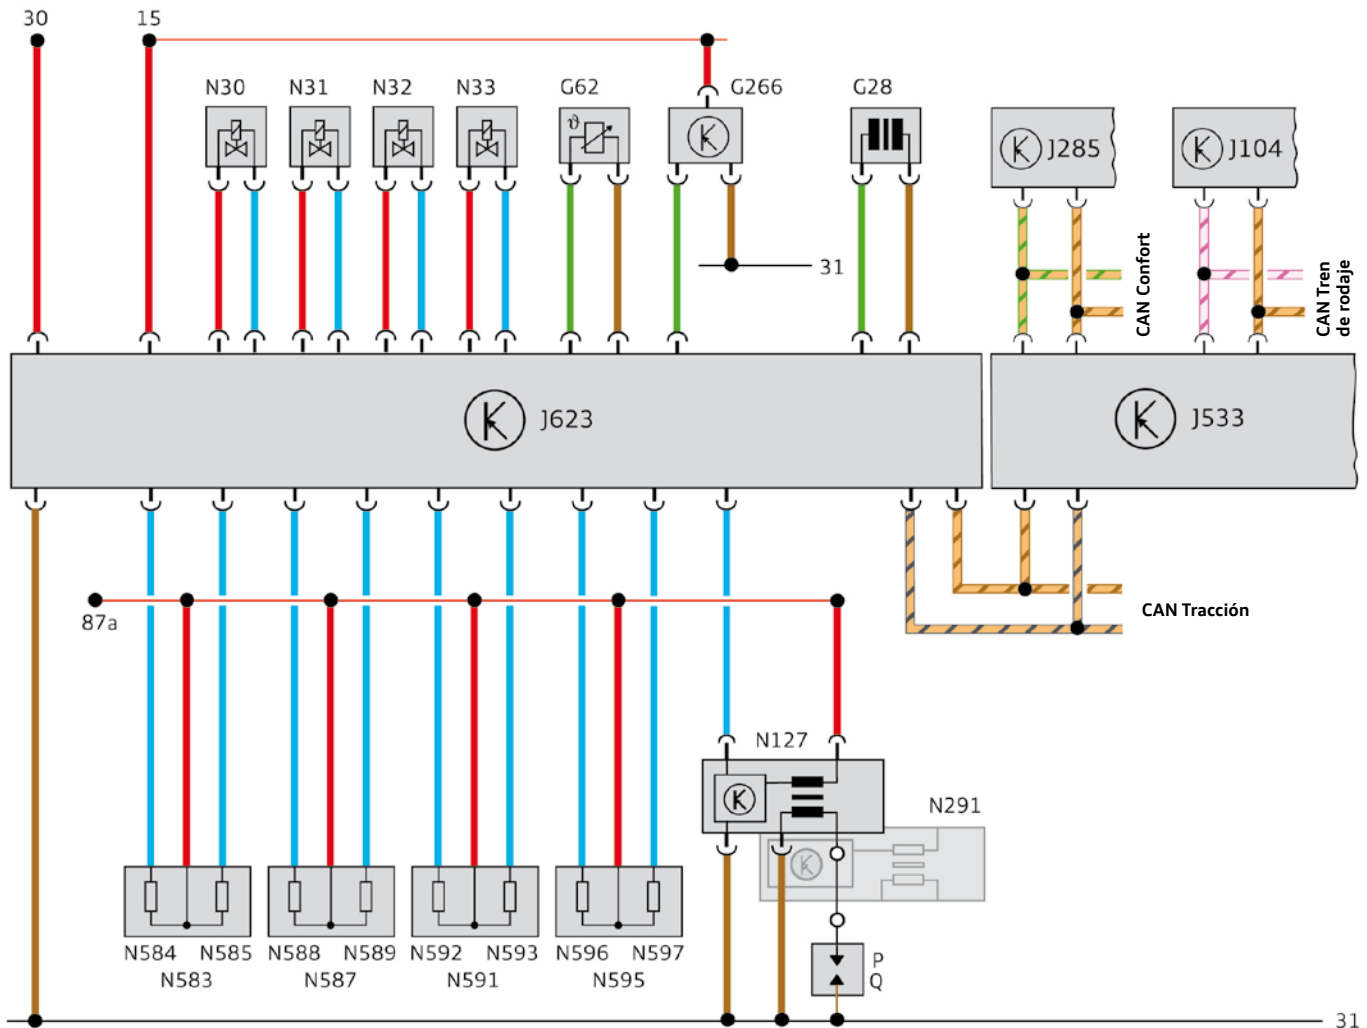 30
15
N30
N31
N32
N33
G62
G266
G28
ϑ
J285
J104
31
CAN Confort
CAN Tren
de rodaje
J623
J533
87a
CAN Tracción
N127
N291
N584
N585
N588
N589
N592
N593
N596
N597
N583
N587
N591
N595
P
Q
31